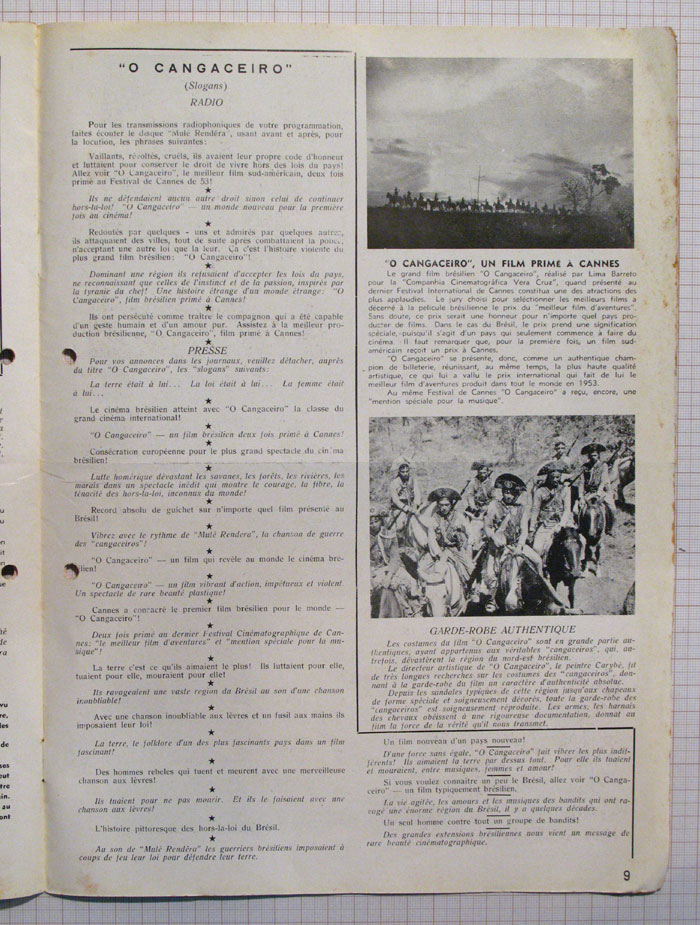 "O CANGACEIRO"
(Slogans)
RADIO
Pour les transmissions radiophoniques de votre programmation,
faites écouter le disque "Mulé Rendéra", usant avant et après, pour
la locution, les phrases suivantes:
Vaillants, révoltés, cruéls, ils avaient leur propre code d'honneur
et luttaient pour conserver le droit de vivre hors des lois du pays!
Allez voir "O Cangaceiro", le meilleur film sud-américain, deux fois
primé au Festival de Cannes de 53!
★
Ils ne défendaient aucun autre droit sinon celui de continuer
hors-la-loi! "O Cangaceiro" — un monde nouveau pour la première
fois au cinéma!
★
Redoutés par quelques - uns et admirés par quelques autres,
ils attaquaient des villes, tout de suite après combattaient la police,
n'acceptant une autre loi que la leur. Ça c'est l'histoire violente du
plus grand film brésilien: "O Cangaceiro"!
★
Dominant une région ils refusaient d'accepter les lois du pays,
ne reconnaissant que celles de l'instinct et de la passion, inspirés par
la tyranie du chef! Une histoire étrange d'un monde étrange: "O
Cangaceiro", film brésilien primé à Cannes!
★
Ils ont persécuté comme traître le compagnon qui a été capable
d'un geste humain et d'un amour pur. Assistez à la meilleur pro-
duction brésilienne, "O Cangaceiro", film primé à Cannes!
★
PRESSE
Pour vos annonces dans les journaux, veuillez détacher, auprès
du titre "O Cangaceiro", les "slogans" suivants:
La terre était à lui... La loi était à lui... La femme était
à lui...
★
Le cinéma brésilien atteint avec "O Cangaceiro" la classe du
grand cinéma international!
★
"O Cangaceiro" — un film brésilien deux fois primé à Cannes!
★
Consécration européenne pour le plus grand spectacle du cinéma
brésilien!
★
Lutte homérique dévastant les savanes, les forêts, les rivières, les
marais dans un spectacle inédit qui montre le courage, la fibre, la
ténacité des hors-la-loi, inconnus du monde!
★
Record absolu de guichet sur n'importe quel film présenté au
Brésil!
★
Vibrez avec le rythme de "Mulé Rendera", la chanson de guerre
des "cangaceiros"!
★
"O Cangaceiro" — un film qui revèle au monde le cinéma bré-
silien!
★
"O Cangaceiro" — un film vibrant d'action, impétueux et violent.
Un spectacle de rare beauté plastique!
★
Cannes a consacré le premier film brésilien pour le monde —
"O Cangaceiro"!
★
Deux fois primé au dernier Festival Cinématographique de Can-
nes: "le meilleur film d'aventures" et "mention spéciale pour la mu-
sique"!
★
La terre c'est ce qu'ils aimaient le plus! Ils luttaient pour elle,
tuaient pour elle, mouraient pour elle!
★
Ils ravageaient une vaste region du Brésil au son d'une chanson
inoubliable!
★
Avec une chanson inoubliable aux lèvres et un fusil aux mains ils
imposaient leur loi!
★
La terre, le folklore d'un des plus fascinants pays dans un film
fascinant!
★
Des hommes rebeles qui tuent et meurent avec une merveilleuse
chanson aux lèvres!
★
Ils tuaient pour ne pas mourir. Et ils le faisaient avec une
chanson aux lèvres!
★
L'histoire pittoresque des hors-la-loi du Brésil.
★
Au son de "Mulé Rendéra" les guerriers brésiliens imposaient à
coups de feu leur loi pour défendre leur terre.
"O CANGACEIRO", UN FILM PRIMÉ À CANNES
Le grand film brésilien "O Cangaceiro", réalisé par Lima Barreto
pour la "Companhia Cinematográfica Vera Cruz", quand présenté au
dernier Festival International de Cannes constitua une des atractions des
plus applaudies. Le jury choisi pour seléctionner les meilleurs films a
décerné à la pelicule brésilienne le prix du "meilleur film d'aventures".
Sans doute, ce prix serait une honneur pour n'importe quel pays pro-
ducter de films. Dans le cas du Brésil, le prix prend une signification
spéciale, puisqu'il s'agit d'un pays qui seulement commence à faire du
cinéma. Il faut remarquer que, pour la première fois, un film sud-
américain reçoit un prix à Cannes.
"O Cangaceiro" se présente, donc, comme un authentique cham-
pion de billeterie, réunissant, au même temps, la plus haute qualité
artistique, ce qui lui a vallu le prix international qui fait de lui le
meilleur film d'aventures produit dans tout le monde en 1953.
Au même Festival de Cannes "O Cangaceiro" a reçu, encore, une
"mention spéciale pour la musique".
GARDE-ROBE AUTHENTIQUE
Les costumes du film "O Cangaceiro" sont en grande partie au-
thentiques, ayant appartenus aux véritables "cangaceiros", qui, au-
trefois, dévastèrent la région du nord-est brésilien.
Le directeur artistique de "O Cangaceiro", le peintre Carybé, fit
de très longues recherches sur les costumes des "cangaceiros", don-
nant à la garde-robe du film un caractère d'authenticité absolue.
Depuis les sandales typiques de cette région jusqu'aux chapeaux
de forme spéciale et soigneusement décorés, toute la garde-robe des
"cangaceiros" est soigneusement reproduite. Les armes, les harnais
des chevaux obéissent à une rigoureuse documentation, donnat au
film la force de la vérité qu'il nous transmet.
Un film nouveau d'un pays nouveau!
D'une force sans égale, "O Cangaceiro" fait vibrer les plus indif-
férents! Ils aimaient la terre par dessus tout. Pour elle ils tuaient
et mouraient, entre musiques, femmes et amour!
Si vous voulez connaitre un peu le Brésil, allez voir "O Canga-
ceiro" — un film typiquement brésilien.
La vie agitée, les amours et les musiques des bandits qui ont ra-
vagé une énorme région du Brésil, il y a quelques décades.
Un seul homme contre tout un groupe de bandits!
Des grandes extensions brésiliennes nous vient un message de
rare beauté cinématographique.
9